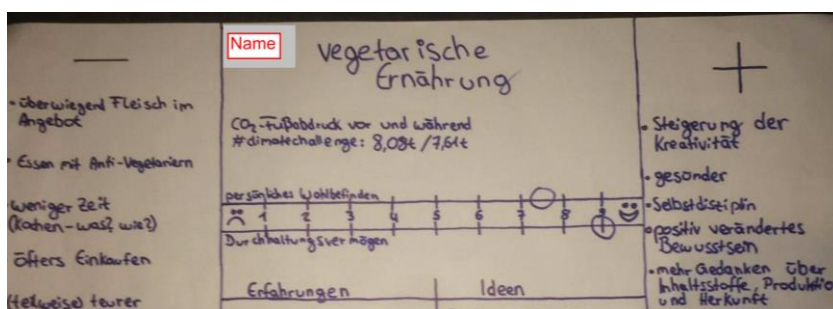 —
· überwiegend Fleisch im
Angebot
· Essen mit Anti-Vegetariern
weniger Zeit
(Kochen - was? wie?)
öfters Einkaufen
(teilweise) teurer
Name
vegetarische
Ernährung
CO₂-Fußabdruck vor und während
#climatechallenge: 8,08t / 7,61t
persönliches Wohlbefinden
1 2 3 4 5 6 7 8 9
Durchhaltungsvermögen
Erfahrungen
Ideen
+
· Steigerung der
Kreativität
· gesünder
· Selbstdisziplin
· positiv verändertes
Bewusstsein
· mehr Gedanken über
Inhaltsstoffe, Produktio
und Herkunft